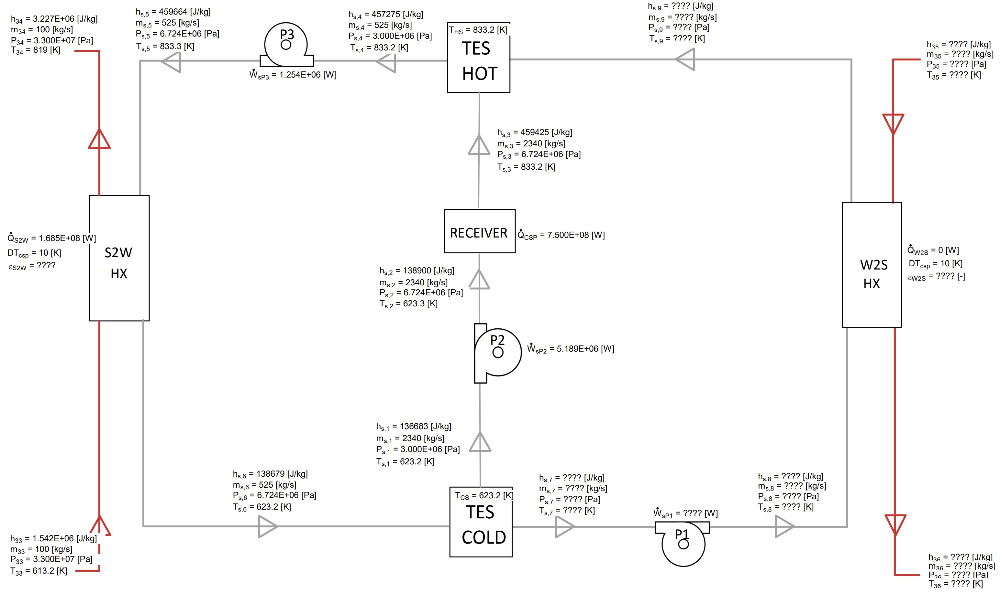 h34 = 3.227E+06 [J/kg]
m34 = 100 [kg/s]
P34 = 3.300E+07 [Pa]
T34 = 819 [K]
hs,5 = 459664 [J/kg]
ms,5 = 525 [kg/s]
Ps,5 = 6.724E+06 [Pa]
Ts,5 = 833.3 [K]
P3
ẆsP3 = 1.254E+06 [W]
hs,4 = 457275 [J/kg]
ms,4 = 525 [kg/s]
Ps,4 = 3.000E+06 [Pa]
Ts,4 = 833.2 [K]
THS = 833.2 [K]
TES
HOT
hs,9 = ???? [J/kg]
ms,9 = ???? [kg/s]
Ps,9 = ???? [Pa]
Ts,9 = ???? [K]
h35 = ???? [J/kg]
m35 = ???? [kg/s]
P35 = ???? [Pa]
T35 = ???? [K]
hs,3 = 459425 [J/kg]
ms,3 = 2340 [kg/s]
Ps,3 = 6.724E+06 [Pa]
Ts,3 = 833.2 [K]
Q̇S2W = 1.685E+08 [W]
DTcsp = 10 [K]
εS2W = ????
S2W
HX
RECEIVER
Q̇CSP = 7.500E+08 [W]
W2S
HX
Q̇W2S = 0 [W]
DTcsp = 10 [K]
εW2S = ???? [-]
hs,2 = 138900 [J/kg]
ms,2 = 2340 [kg/s]
Ps,2 = 6.724E+06 [Pa]
Ts,2 = 623.3 [K]
P2
ẆsP2 = 5.189E+06 [W]
hs,1 = 136683 [J/kg]
ms,1 = 2340 [kg/s]
Ps,1 = 3.000E+06 [Pa]
Ts,1 = 623.2 [K]
hs,6 = 138679 [J/kg]
ms,6 = 525 [kg/s]
Ps,6 = 6.724E+06 [Pa]
Ts,6 = 623.2 [K]
TCS = 623.2 [K]
TES
COLD
hs,7 = ???? [J/kg]
ms,7 = ???? [kg/s]
Ps,7 = ???? [Pa]
Ts,7 = ???? [K]
ẆsP1 = ???? [W]
P1
hs,8 = ???? [J/kg]
ms,8 = ???? [kg/s]
Ps,8 = ???? [Pa]
Ts,8 = ???? [K]
h33 = 1.542E+06 [J/kg]
m33 = 100 [kg/s]
P33 = 3.300E+07 [Pa]
T33 = 613.2 [K]
h36 = ???? [J/kg]
m36 = ???? [kg/s]
P36 = ???? [Pa]
T36 = ???? [K]